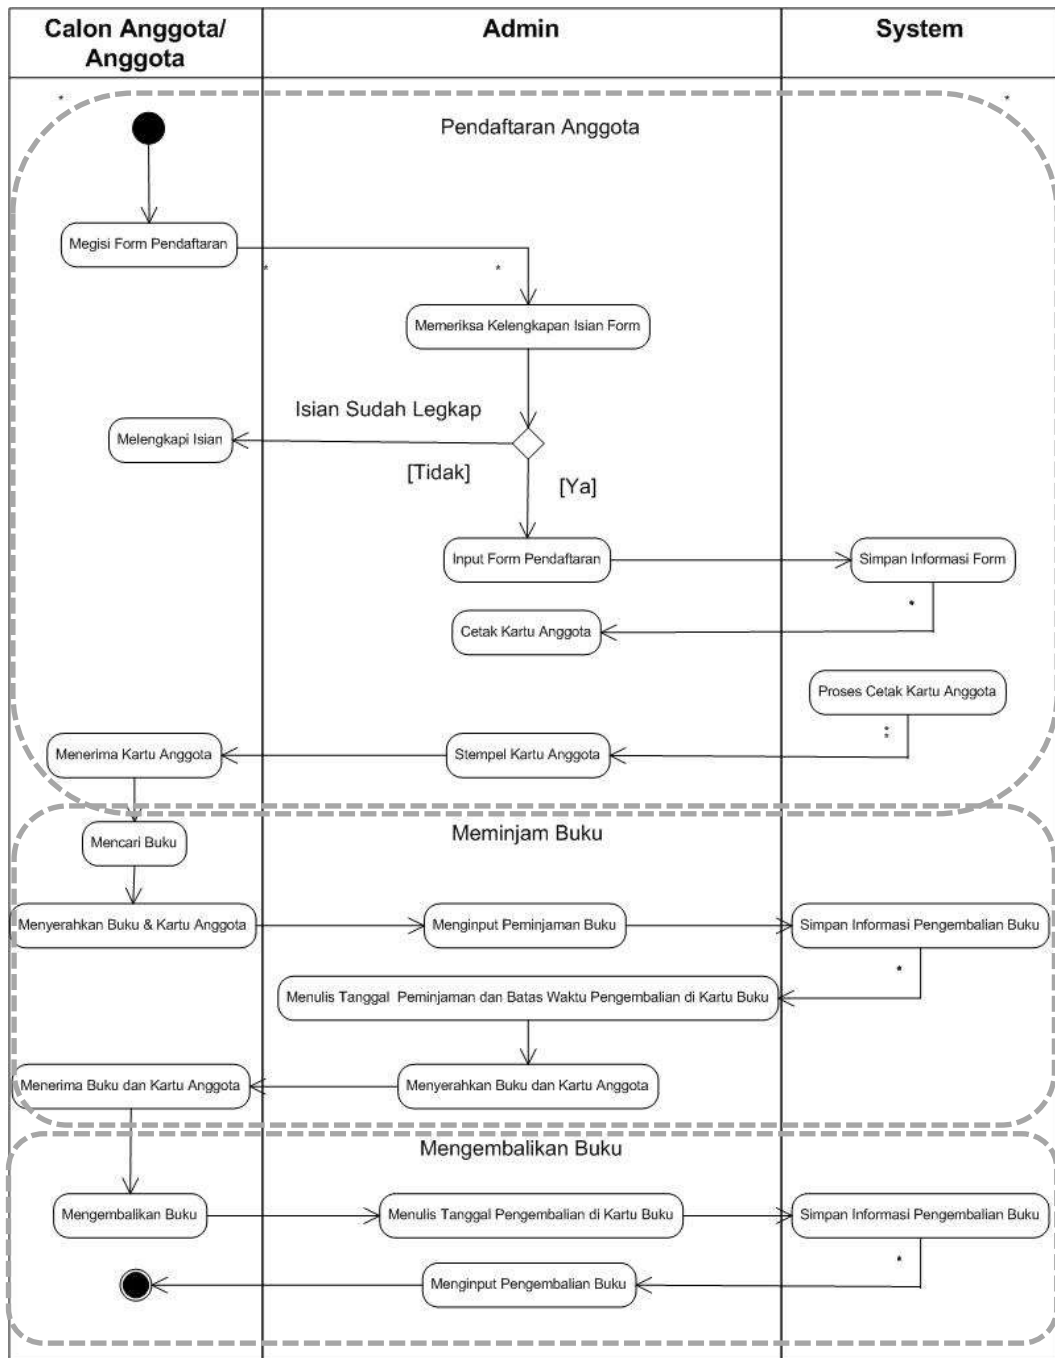 Calon Anggota/
Anggota
Admin
System
*
*
Pendaftaran Anggota
Megisi Form Pendaftaran
*
*
Memeriksa Kelengkapan Isian Form
Isian Sudah Legkap
Melengkapi Isian
[Tidak]
[Ya]
Input Form Pendaftaran
Simpan Informasi Form
*
Cetak Kartu Anggota
Proses Cetak Kartu Anggota
*
*
Menerima Kartu Anggota
Stempel Kartu Anggota
Mencari Buku
Meminjam Buku
Menyerahkan Buku & Kartu Anggota
Menginput Peminjaman Buku
Simpan Informasi Pengembalian Buku
*
Menulis Tanggal Peminjaman dan Batas Waktu Pengembalian di Kartu Buku
Menerima Buku dan Kartu Anggota
Menyerahkan Buku dan Kartu Anggota
Mengembalikan Buku
Mengembalikan Buku
Menulis Tanggal Pengembalian di Kartu Buku
Simpan Informasi Pengembalian Buku
*
Menginput Pengembalian Buku